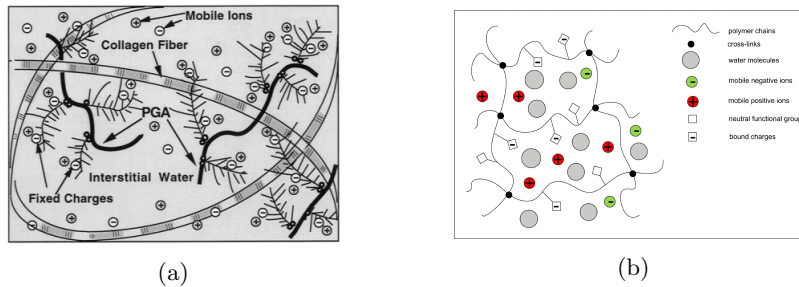 Mobile Ions
Collagen Fiber
PGA
Interstitial Water
Fixed Charges
(a)
polymer chains
cross-links
water molecules
mobile negative ions
mobile positive ions
neutral functional group
bound charges
(b)